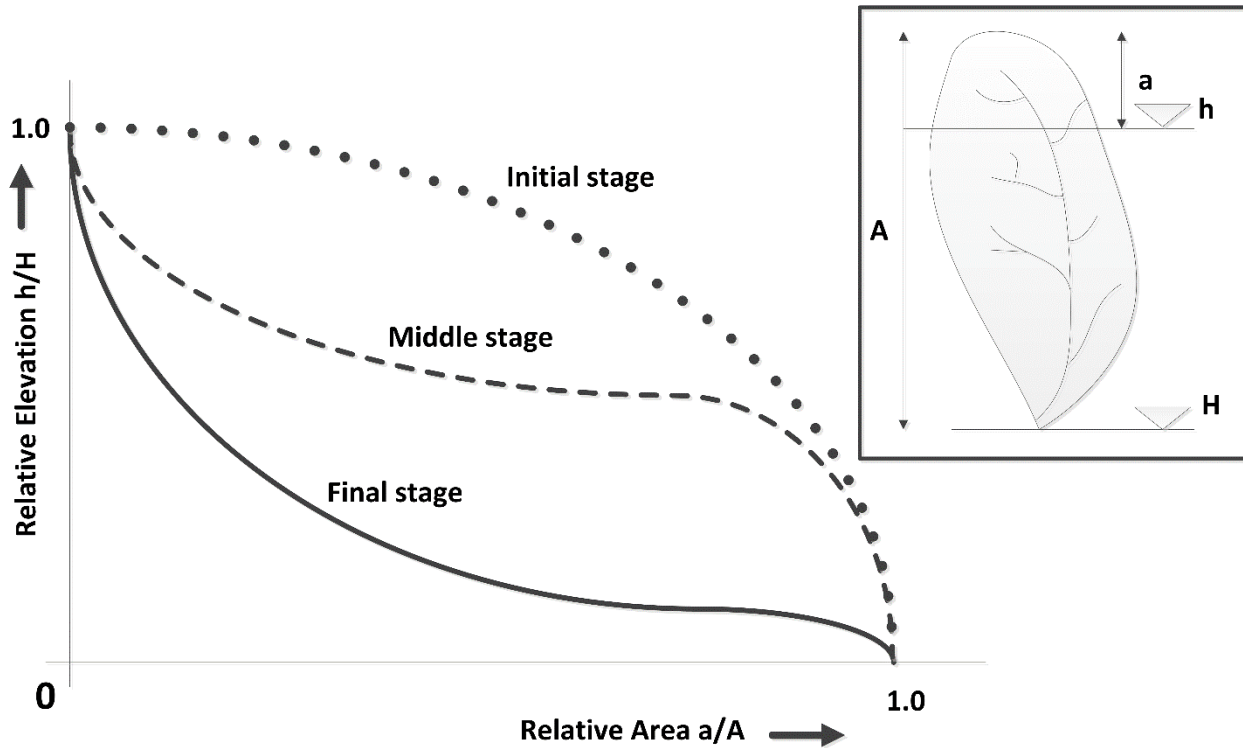 1.0
Relative Elevation h/H
Initial stage
Middle stage
Final stage
0
1.0
Relative Area a/A
a
h
A
H